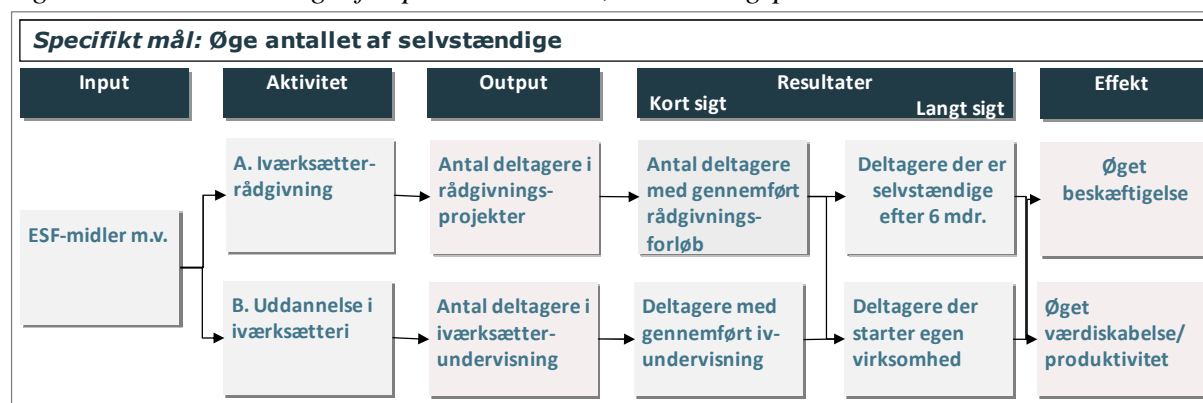 Specifikt mål: Øge antallet af selvstændige
Input
Aktivitet
Output
Resultater
Kort sigt
Langt sigt
Effekt
ESF-midler m.v.
A. Iværksætter-
rådgivning
Antal deltagere i
rådgivnings-
projekter
Antal deltagere
med gennemført
rådgivnings-
forløb
Deltagere der er
selvstændige
efter 6 mdr.
Øget
beskæftigelse
B. Uddannelse i
iværksætteri
Antal deltagere i
iværksætter-
undervisning
Deltagere med
gennemført iv-
undervisning
Deltagere der
starter egen
virksomhed
Øget
værdiskabelse/
produktivitet